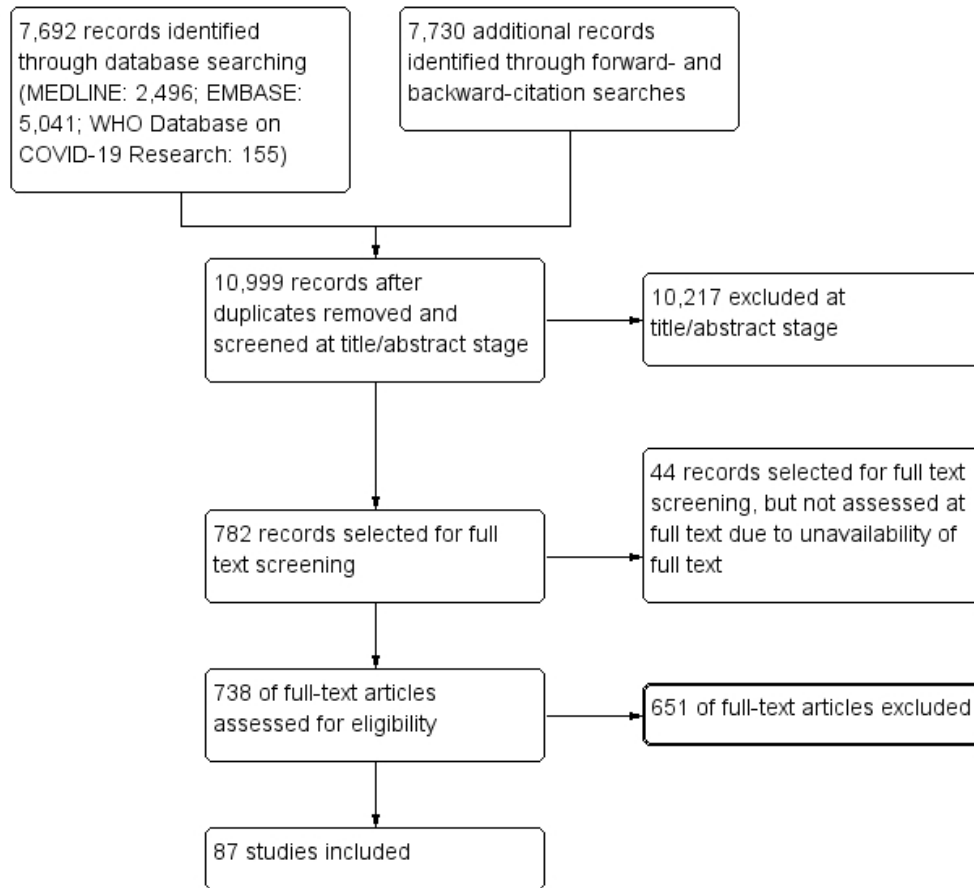 7,692 records identified
through database searching
(MEDLINE: 2,496; EMBASE:
5,041; WHO Database on
COVID-19 Research: 155)
7,730 additional records
identified through forward- and
backward-citation searches
10,999 records after
duplicates removed and
screened at title/abstract stage
10,217 excluded at
title/abstract stage
782 records selected for full
text screening
44 records selected for full text
screening, but not assessed at
full text due to unavailability of
full text
738 of full-text articles
assessed for eligibility
651 of full-text articles excluded
87 studies included